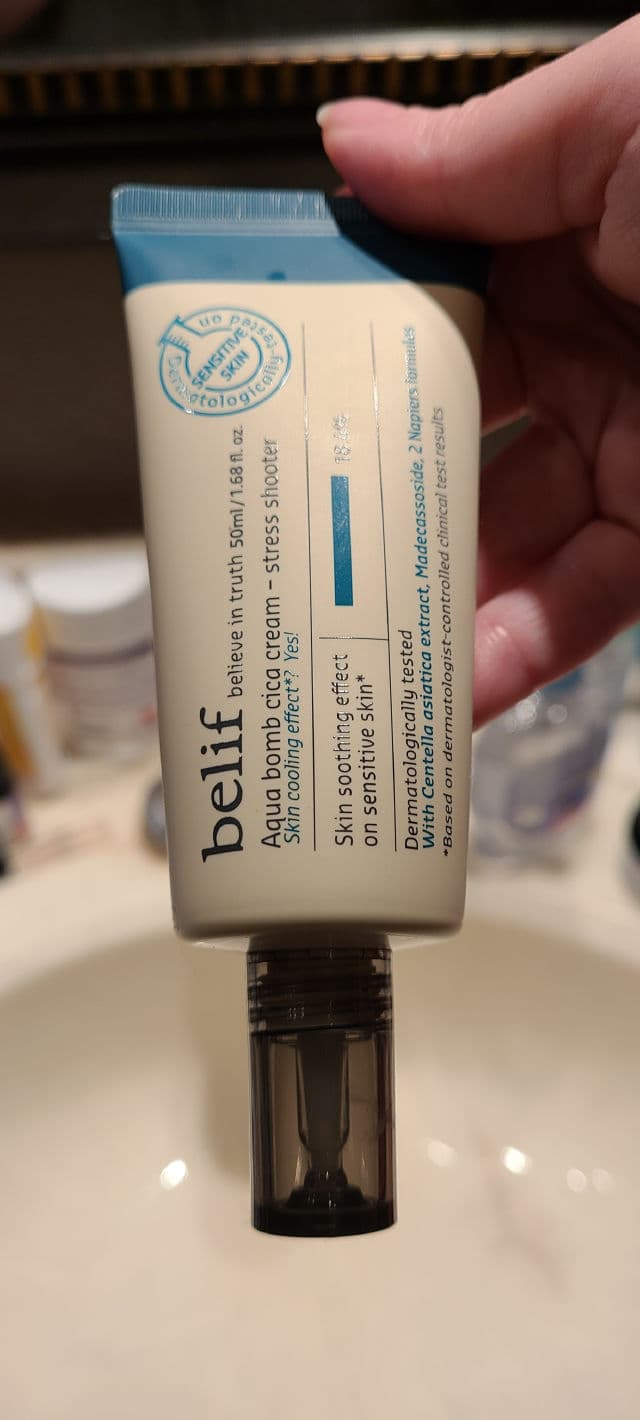 belif believe in truth 50ml/1.68 fl. oz.
Aqua bomb cica cream – stress shooter
Skin cooling effect*? Yes!
Skin soothing effect
on sensitive skin*
Dermatologically tested
With Centella asiatica extract, Madecassoside, 2 Napiers formulas
*Based on dermatologist-controlled clinical test results
Dermatologically tested on
SENSITIVE
SKIN